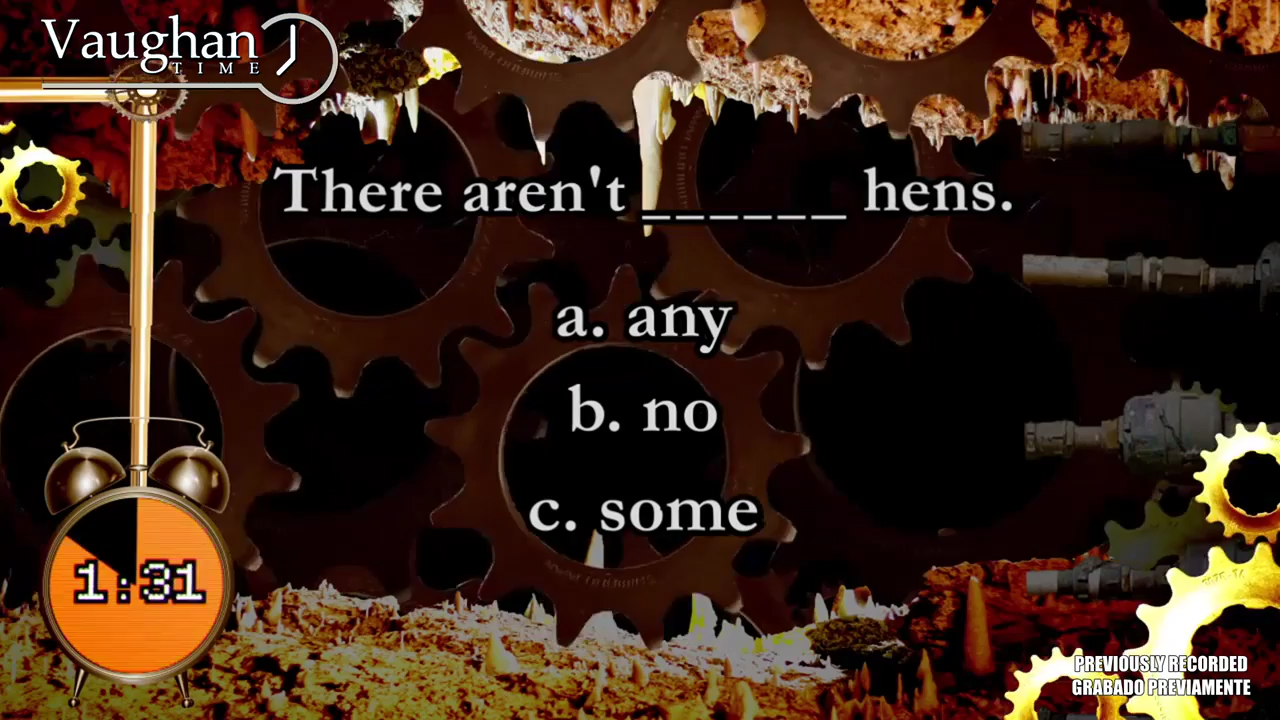 Vaughan
TIME
There aren't ______ hens.
a. any
b. no
c. some
1:31
PREVIOUSLY RECORDED
GRABADO PREVIAMENTE